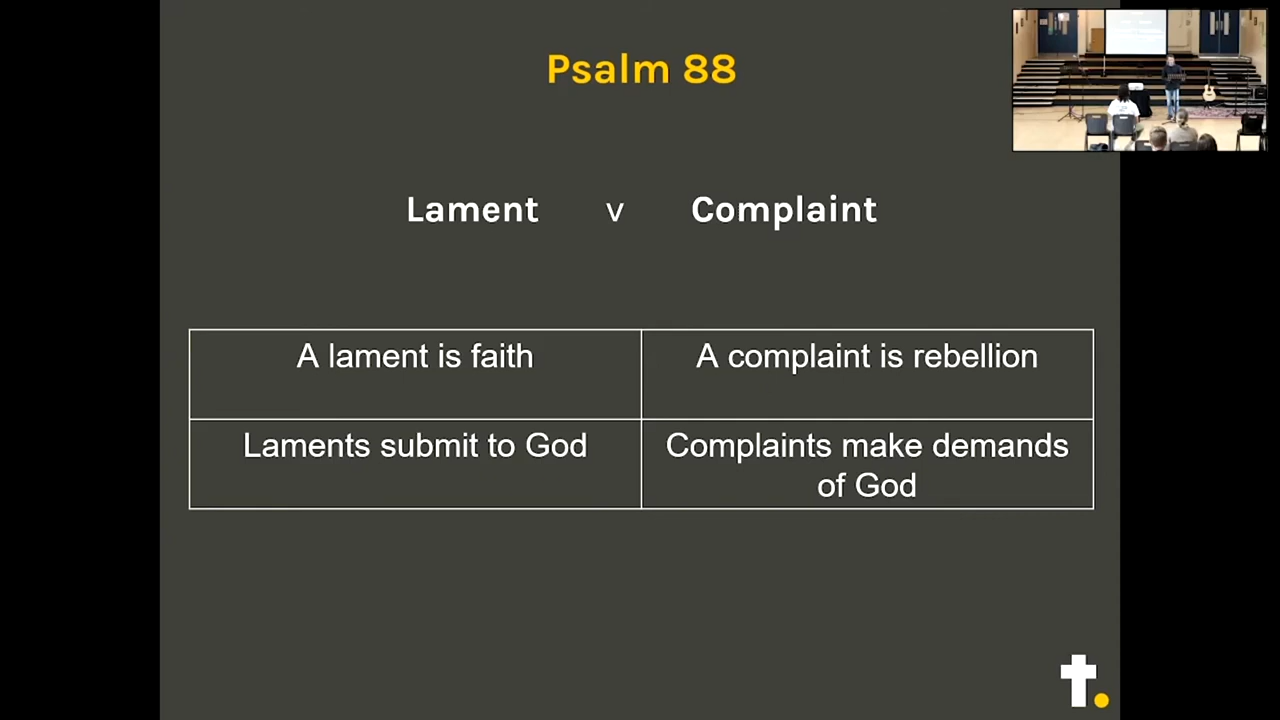 Psalm 88
Lament v Complaint
A lament is faith
A complaint is rebellion
Laments submit to God
Complaints make demands
of God